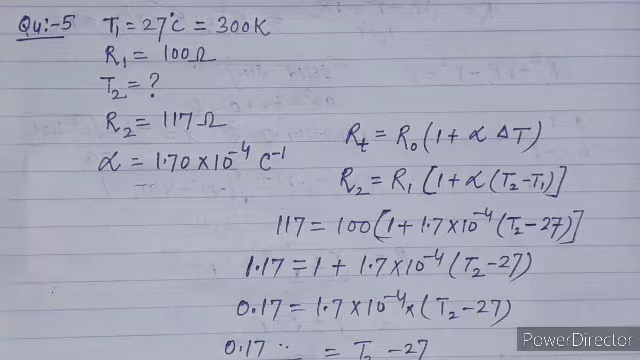 Qu:-5 T₁ = 27°C = 300K
R₁ = 100Ω
T₂ = ?
R₂ = 117Ω
α = 1.70×10⁻⁴ C⁻¹
Rt = R₀(1 + α ΔT)
R₂ = R₁[1+α(T₂-T₁)]
117 = 100[1+1.7×10⁻⁴(T₂-27)]
1.17 = 1 + 1.7×10⁻⁴(T₂-27)
0.17 = 1.7×10⁻⁴×(T₂-27)
0.17 = T₂-27
PowerDirector